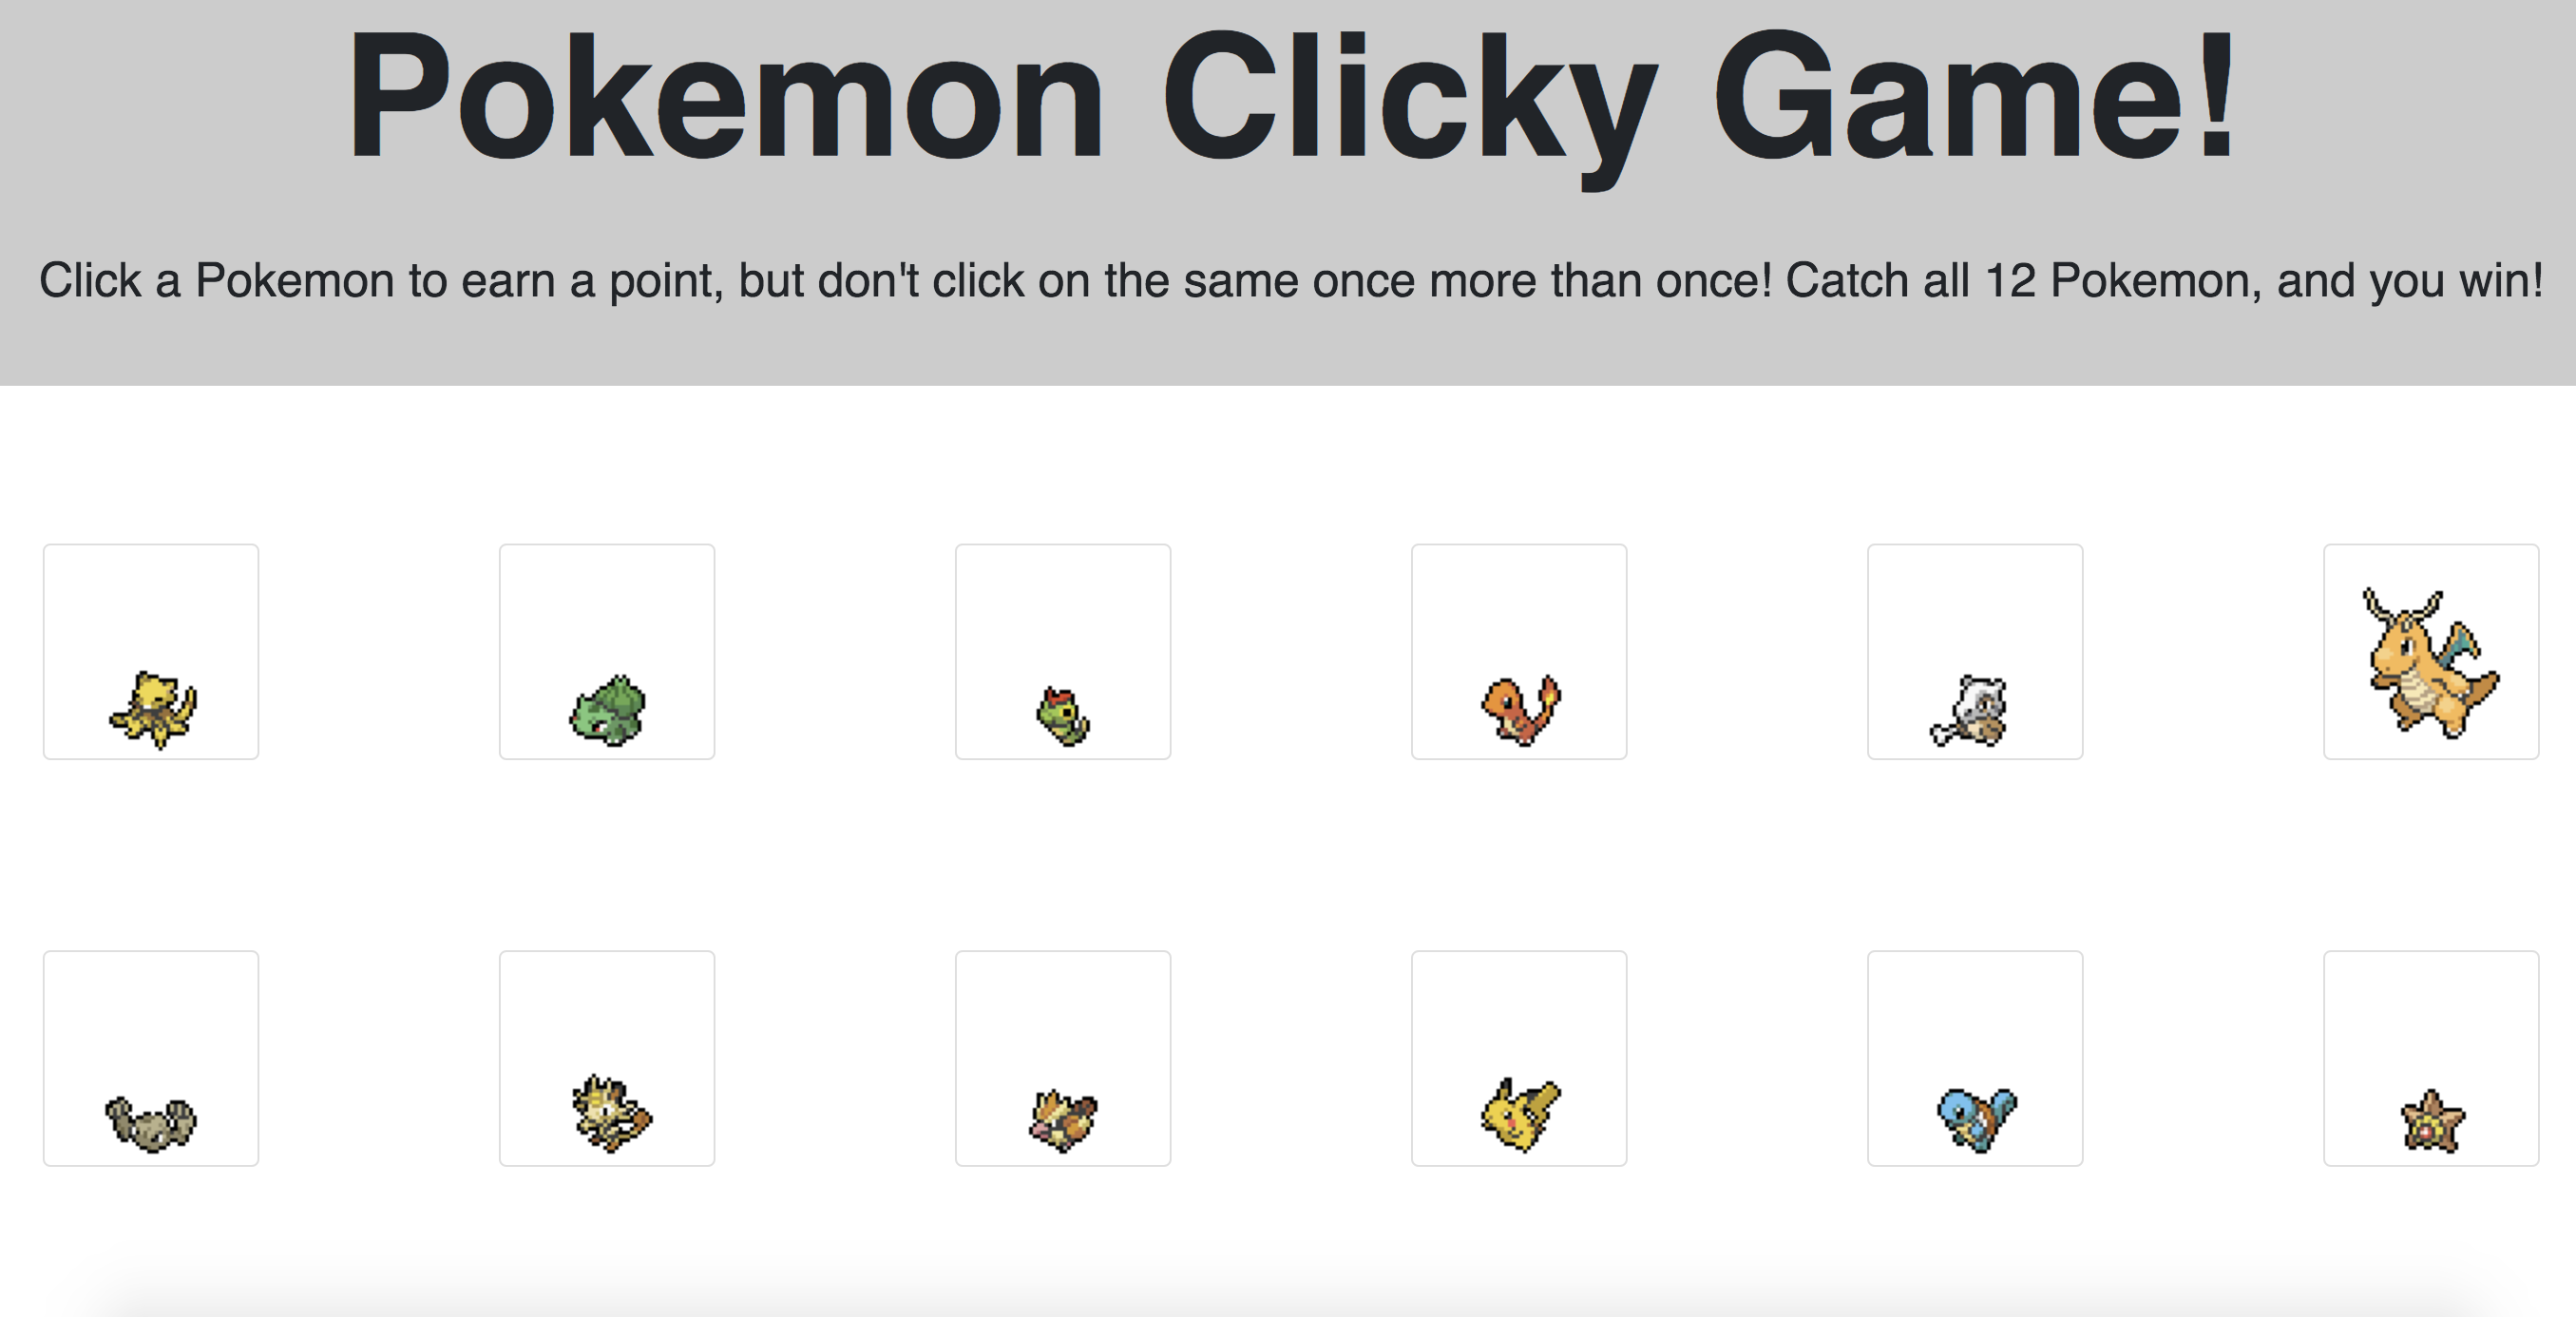 Pokemon Clicky Game!
Click a Pokemon to earn a point, but don't click on the same once more than once! Catch all 12 Pokemon, and you win!